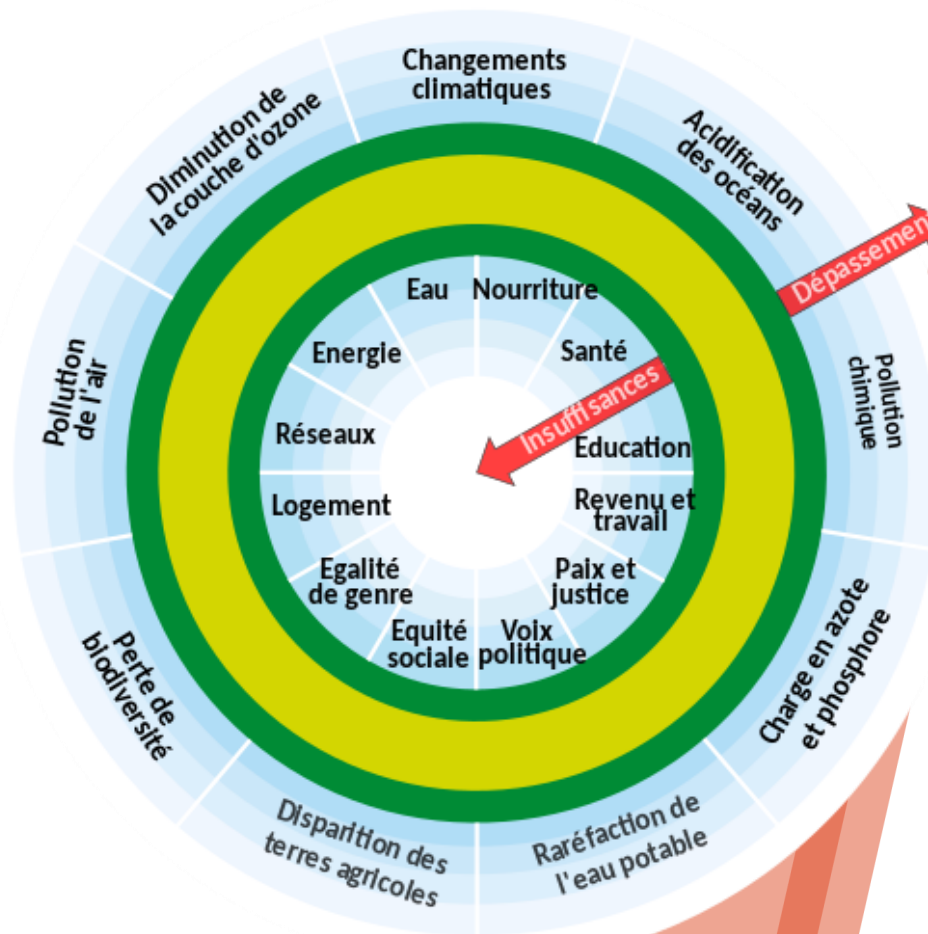 Changements
climatiques
Acidification
des océans
Dépassemen
Pollution
chimique
Charge en azote
et phosphore
Raréfaction de
l'eau potable
Disparition des
terres agricoles
Perte de
biodiversité
Pollution
de l'air
Diminution de
la couche d'ozone
Eau
Nourriture
Santé
Insuffisances
Education
Revenu et
travail
Paix et
justice
Voix
politique
Equité
sociale
Egalité
de genre
Logement
Réseaux
Energie